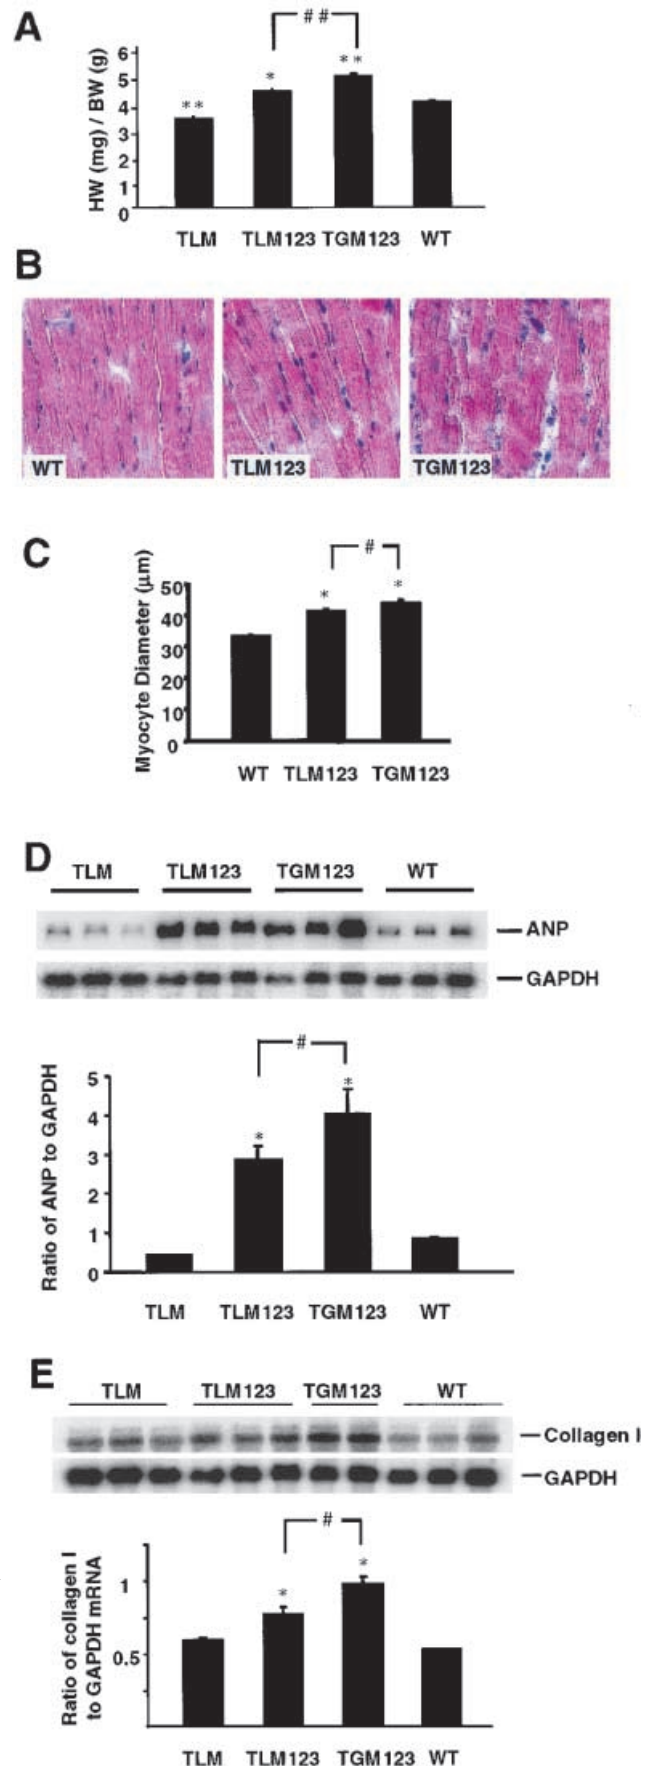 A
# #
HW (mg) / BW (g)
6
5
4
3
2
1
0
* *
*
* *
TLM TLM123 TGM123 WT
B
WT TLM123 TGM123
C
#
Myocyte Diameter (μm)
50
40
30
20
10
0
*
*
WT TLM123 TGM123
D
TLM TLM123 TGM123 WT
ANP
GAPDH
#
Ratio of ANP to GAPDH
5
4
3
2
1
0
*
*
TLM TLM123 TGM123 WT
E
TLM TLM123 TGM123 WT
Collagen I
GAPDH
#
Ratio of collagen I
to GAPDH mRNA
1
0.5
*
*
TLM TLM123 TGM123 WT